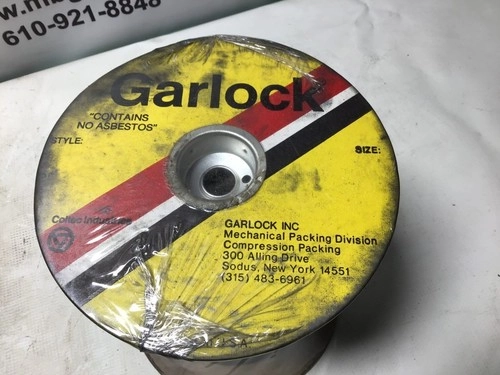 610-921-8848
Garlock
"CONTAINS
NO ASBESTOS"
STYLE:
SIZE:
Coltec Industries
GARLOCK INC
Mechanical Packing Division
Compression Packing
300 Alling Drive
Sodus, New York 14551
(315) 483-6961